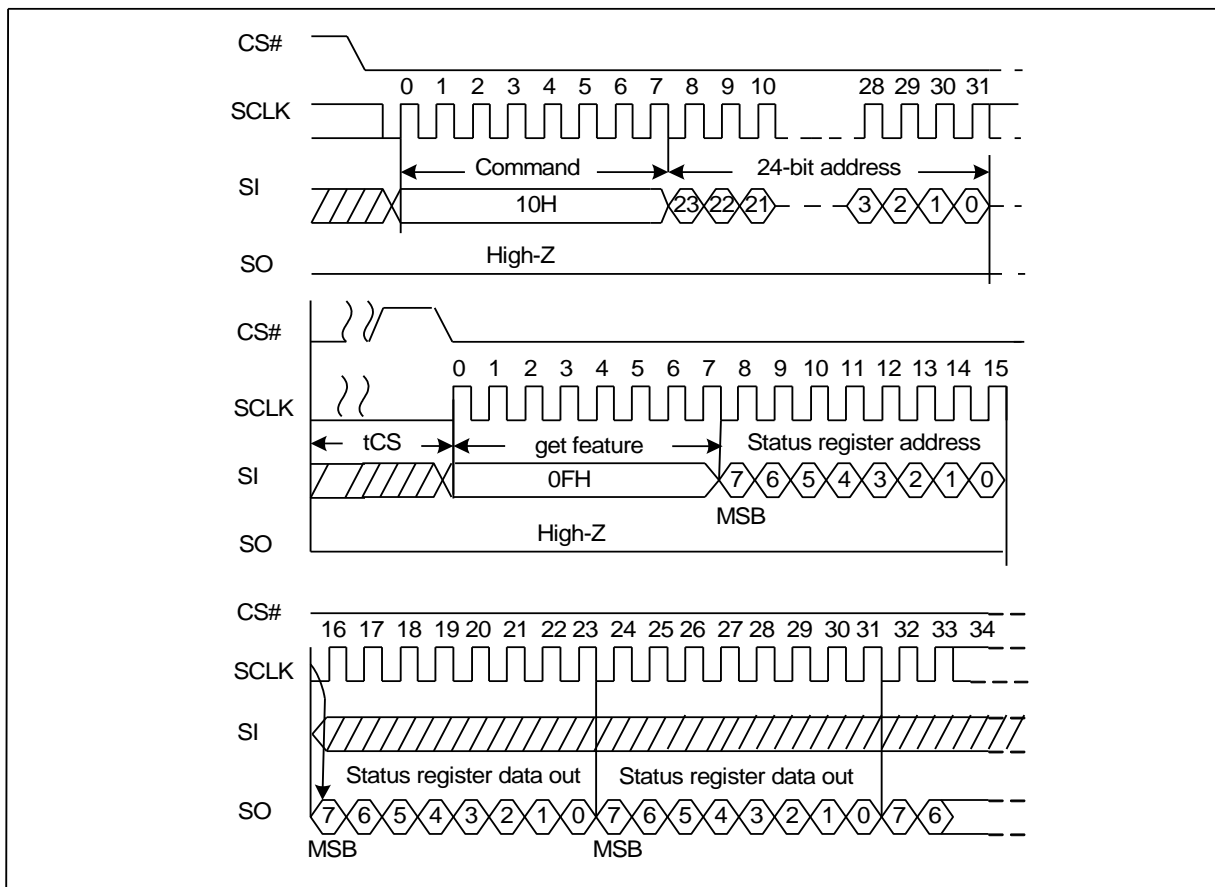 CS#
0 1 2 3 4 5 6 7 8 9 10 28 29 30 31
SCLK
Command 24-bit address
SI
10H 23 22 21 3 2 1 0
High-Z
SO
CS#
0 1 2 3 4 5 6 7 8 9 10 11 12 13 14 15
SCLK
tCS get feature Status register address
SI
0FH 7 6 5 4 3 2 1 0
MSB
High-Z
SO
CS#
16 17 18 19 20 21 22 23 24 25 26 27 28 29 30 31 32 33 34
SCLK
SI
Status register data out Status register data out
SO
7 6 5 4 3 2 1 0 7 6 5 4 3 2 1 0 7 6
MSB MSB